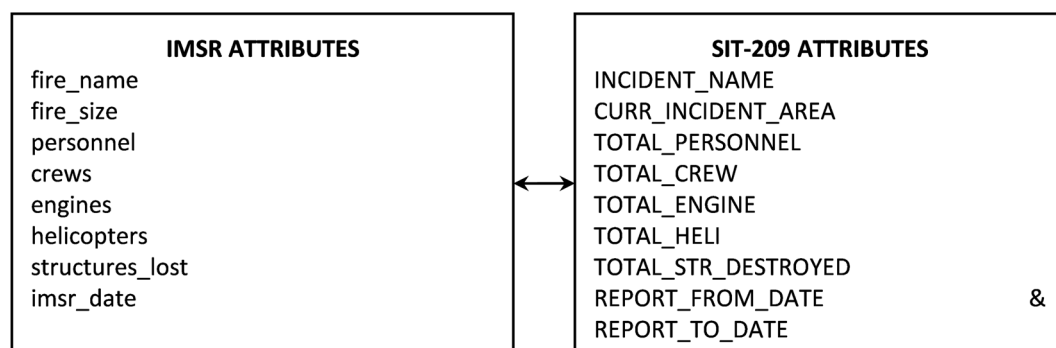 IMSR ATTRIBUTES
fire_name
fire_size
personnel
crews
engines
helicopters
structures_lost
imsr_date
SIT-209 ATTRIBUTES
INCIDENT_NAME
CURR_INCIDENT_AREA
TOTAL_PERSONNEL
TOTAL_CREW
TOTAL_ENGINE
TOTAL_HELI
TOTAL_STR_DESTROYED
REPORT_FROM_DATE &
REPORT_TO_DATE